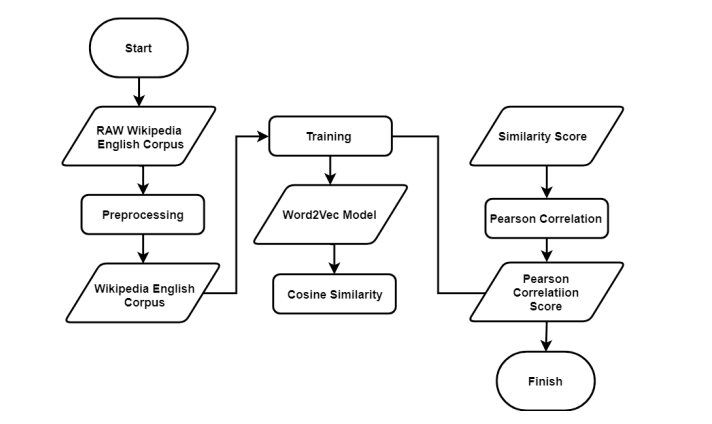 Start
RAW Wikipedia
English Corpus
Preprocessing
Wikipedia English
Corpus
Training
Word2Vec Model
Cosine Similarity
Similarity Score
Pearson Correlation
Pearson
Correlatiion
Score
Finish